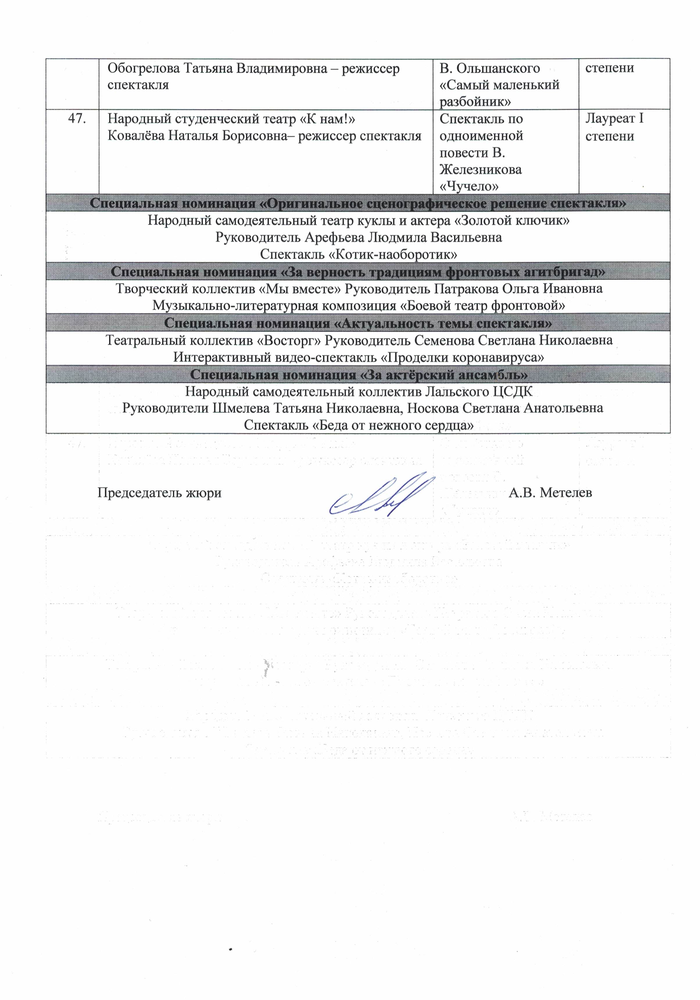 Обогрелова Татьяна Владимировна – режиссер
спектакля
В. Ольшанского
«Самый маленький
разбойник»
степени
47.
Народный студенческий театр «К нам!»
Ковалёва Наталья Борисовна– режиссер спектакля
Спектакль по
одноименной
повести В.
Железникова
«Чучело»
Лауреат I
степени
Специальная номинация «Оригинальное сценографическое решение спектакля»
Народный самодеятельный театр куклы и актера «Золотой ключик»
Руководитель Арефьева Людмила Васильевна
Спектакль «Котик-наоборотик»
Специальная номинация «За верность традициям фронтовых агитбригад»
Творческий коллектив «Мы вместе» Руководитель Патракова Ольга Ивановна
Музыкально-литературная композиция «Боевой театр фронтовой»
Специальная номинация «Актуальность темы спектакля»
Театральный коллектив «Восторг» Руководитель Семенова Светлана Николаевна
Интерактивный видео-спектакль «Проделки коронавируса»
Специальная номинация «За актёрский ансамбль»
Народный самодеятельный коллектив Лальского ЦСДК
Руководители Шмелева Татьяна Николаевна, Носкова Светлана Анатольевна
Спектакль «Беда от нежного сердца»
Председатель жюри
А.В. Метелев